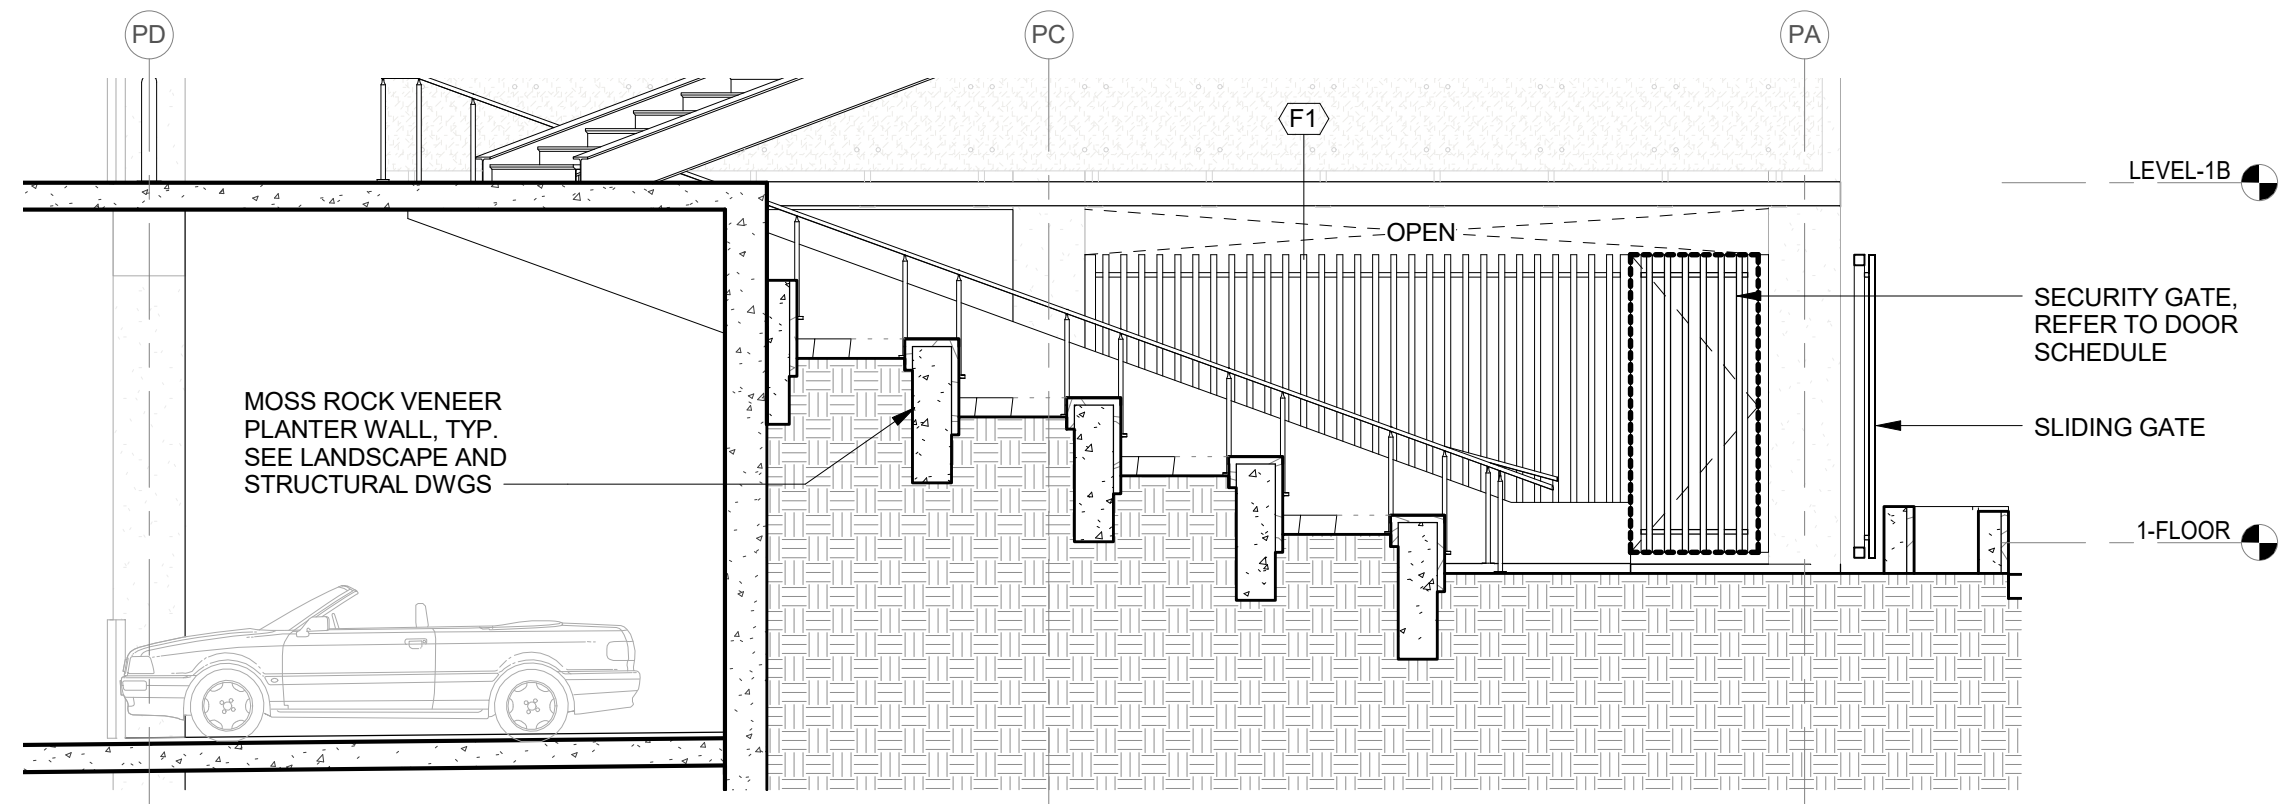 PD
PC
PA
F1
LEVEL-1B
OPEN
SECURITY GATE,
REFER TO DOOR
SCHEDULE
MOSS ROCK VENEER
PLANTER WALL, TYP.
SEE LANDSCAPE AND
STRUCTURAL DWGS
SLIDING GATE
1-FLOOR